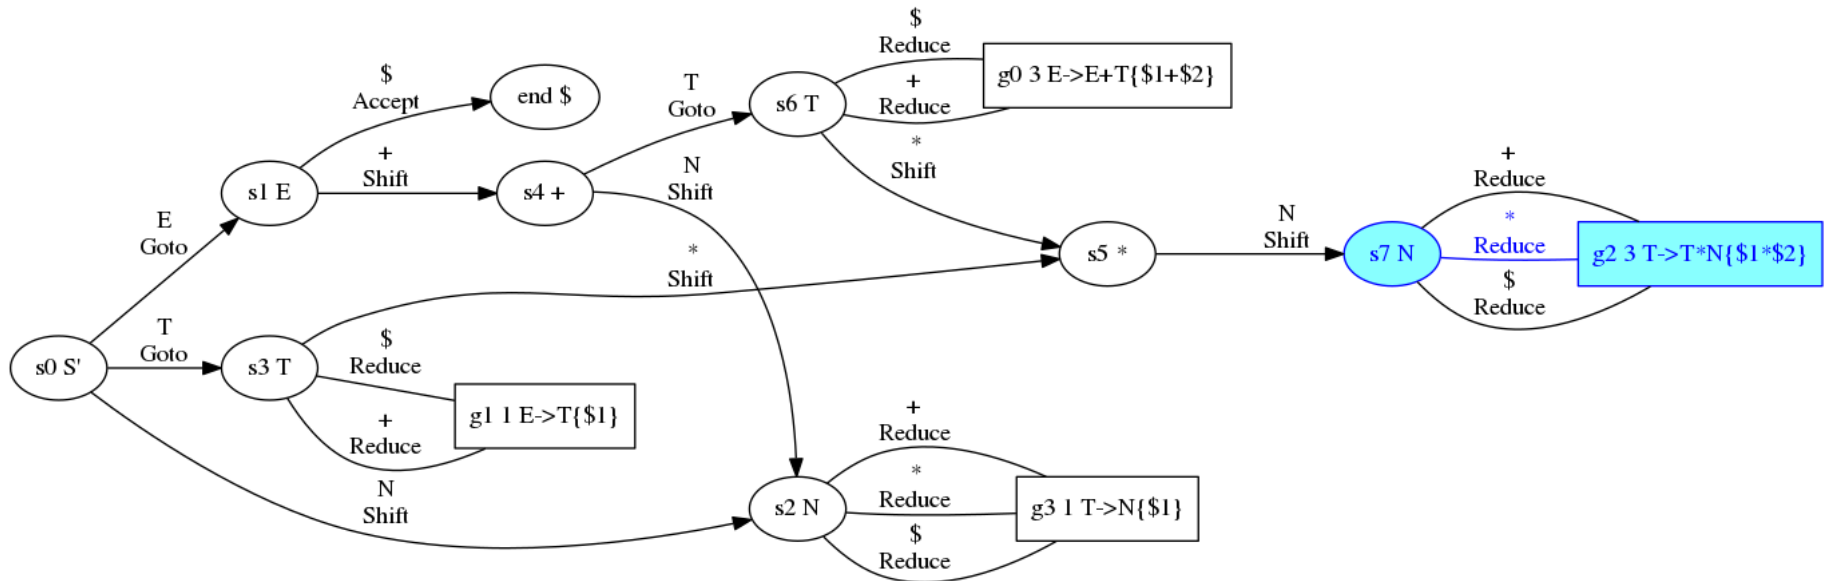 $
Reduce
g0 3 E->E+T{$1+$2}
+
Reduce
s6 T
$
Accept
end $
T
Goto
*
Shift
+
Shift
s1 E
s4 +
N
Shift
E
Goto
*
Shift
s5 *
N
Shift
s7 N
+
Reduce
*
Reduce
g2 3 T->T*N{$1*$2}
$
Reduce
s0 S'
T
Goto
s3 T
$
Reduce
g1 1 E->T{$1}
+
Reduce
N
Shift
s2 N
+
Reduce
*
Reduce
g3 1 T->N{$1}
$
Reduce